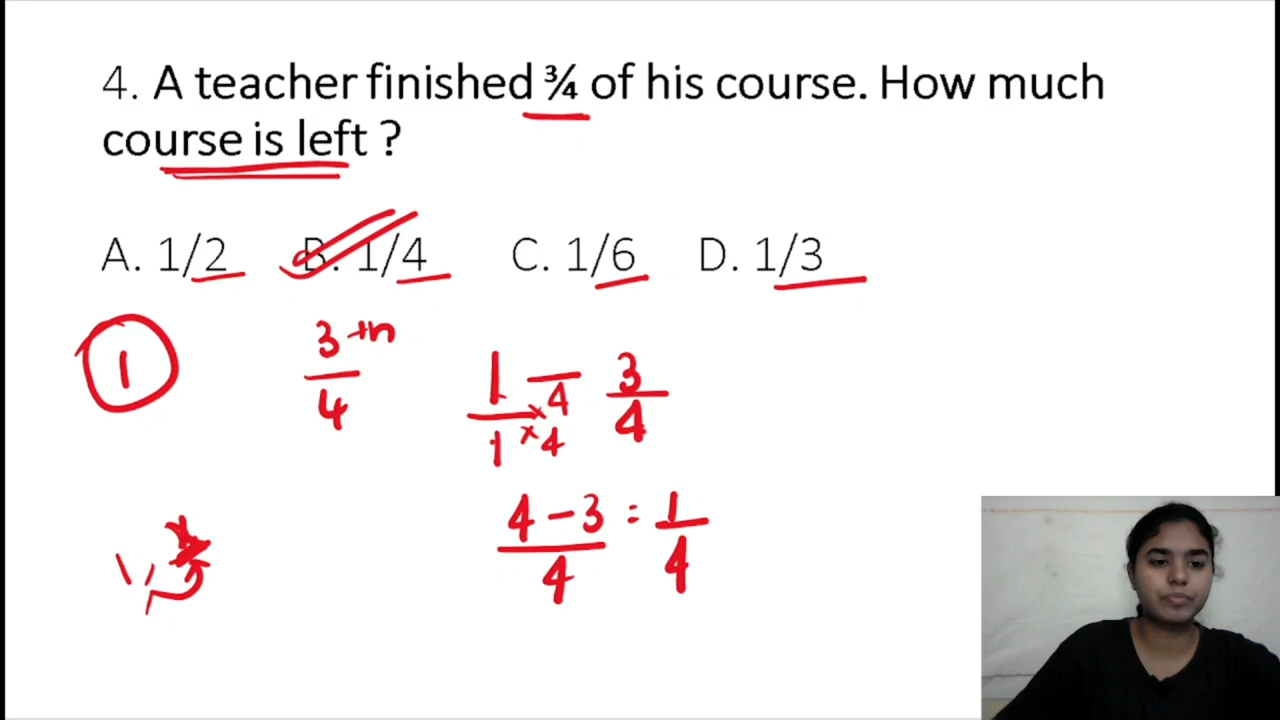 4. A teacher finished ¾ of his course. How much
course is left ?
A. 1/2 B. 1/4 C. 1/6 D. 1/3
1
3th
4
1 × 4 3
1 × 4 4
4 - 3 = 1
4 4